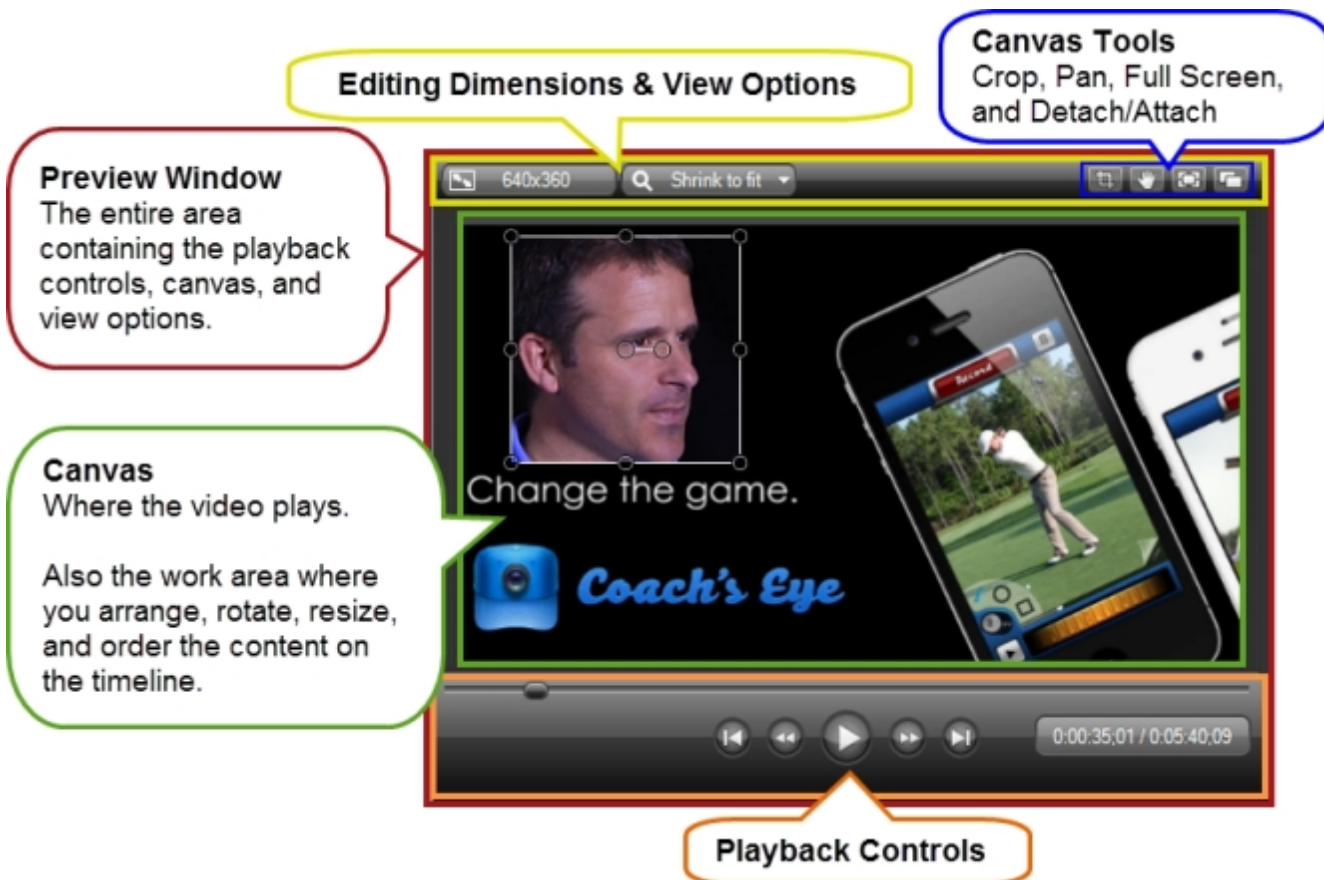 Canvas Tools
Crop, Pan, Full Screen,
and Detach/Attach
Editing Dimensions & View Options
Preview Window
The entire area
containing the playback
controls, canvas, and
view options.
640x360
Shrink to fit
Record
Change the game.
Coach's Eye
Canvas
Where the video plays.
Also the work area where
you arrange, rotate, resize,
and order the content on
the timeline.
0:00:35;01 / 0:05:40;09
Playback Controls